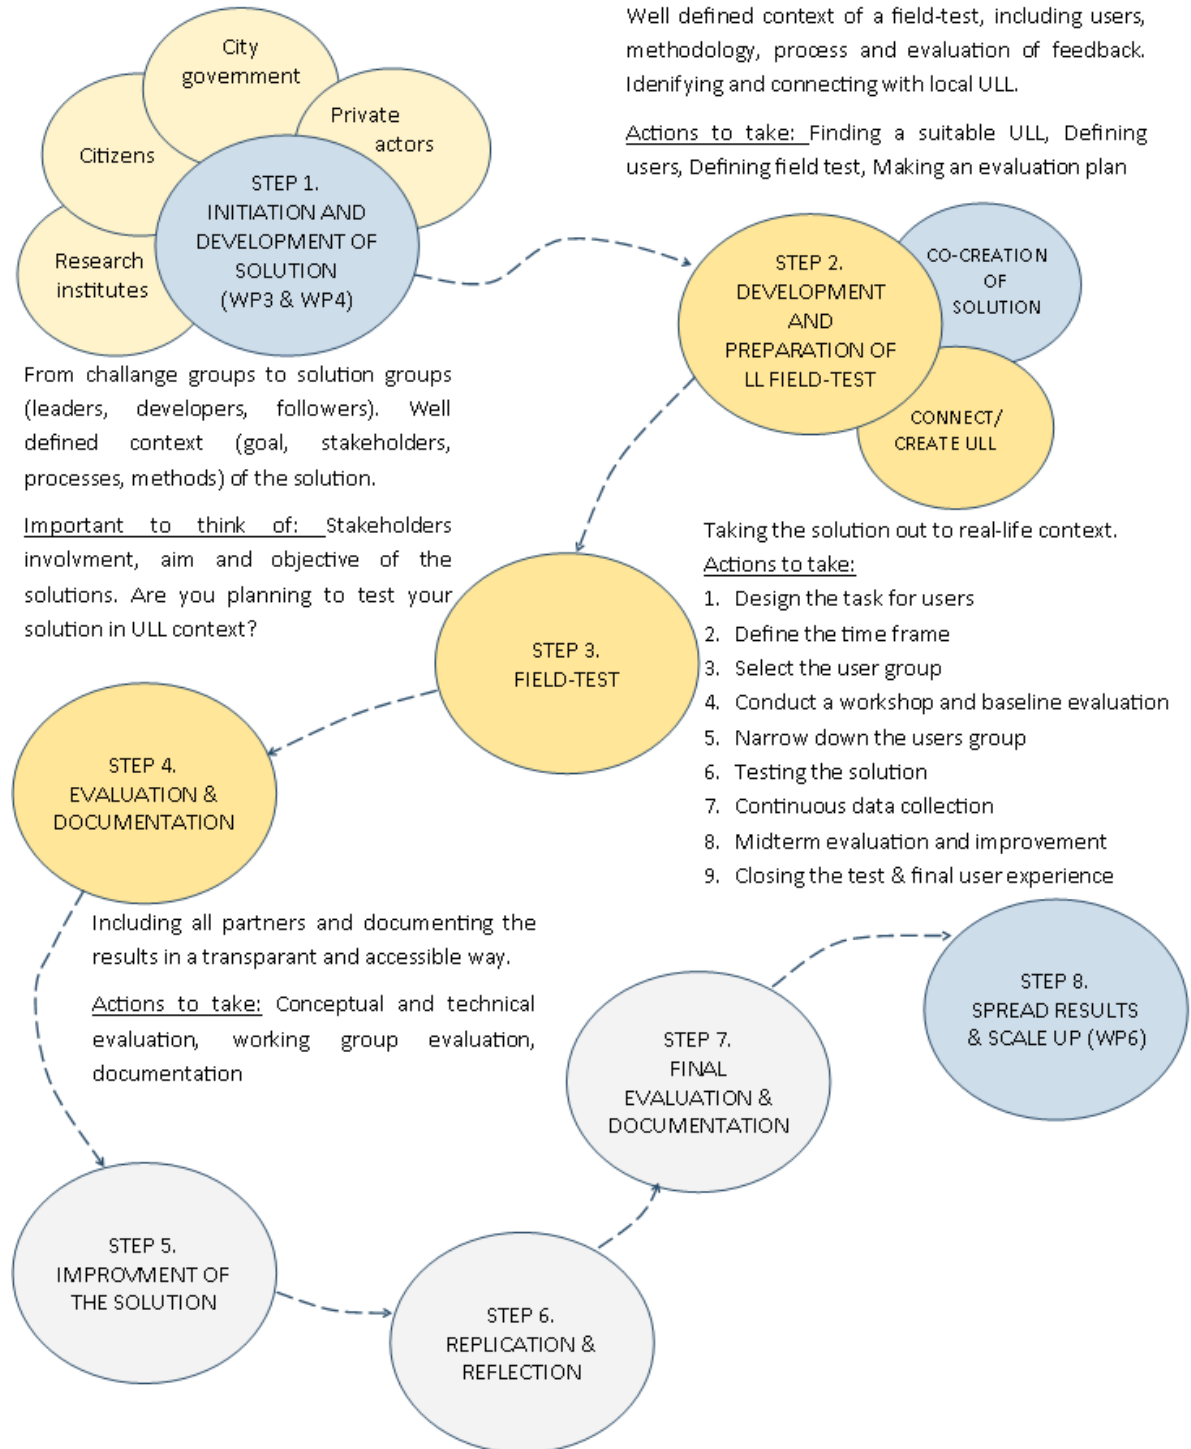 City
government
Private
actors
Citizens
Research
institutes
STEP 1.
INITIATION AND
DEVELOPMENT OF
SOLUTION
(WP3 & WP4)
From challange groups to solution groups
(leaders, developers, followers). Well
defined context (goal, stakeholders,
processes, methods) of the solution.
Important to think of: Stakeholders
involvment, aim and objective of the
solutions. Are you planning to test your
solution in ULL context?
Well defined context of a field-test, including users,
methodology, process and evaluation of feedback.
Idenifying and connecting with local ULL.
Actions to take: Finding a suitable ULL, Defining
users, Defining field test, Making an evaluation plan
STEP 2.
DEVELOPMENT
AND
PREPARATION OF
LL FIELD-TEST
CO-CREATION
OF
SOLUTION
CONNECT/
CREATE ULL
STEP 3.
FIELD-TEST
Taking the solution out to real-life context.
Actions to take:
1. Design the task for users
2. Define the time frame
3. Select the user group
4. Conduct a workshop and baseline evaluation
5. Narrow down the users group
6. Testing the solution
7. Continuous data collection
8. Midterm evaluation and improvement
9. Closing the test & final user experience
STEP 4.
EVALUATION &
DOCUMENTATION
Including all partners and documenting the
results in a transparant and accessible way.
Actions to take: Conceptual and technical
evaluation, working group evaluation,
documentation
STEP 5.
IMPROVMENT OF
THE SOLUTION
STEP 6.
REPLICATION &
REFLECTION
STEP 7.
FINAL
EVALUATION &
DOCUMENTATION
STEP 8.
SPREAD RESULTS
& SCALE UP (WP6)